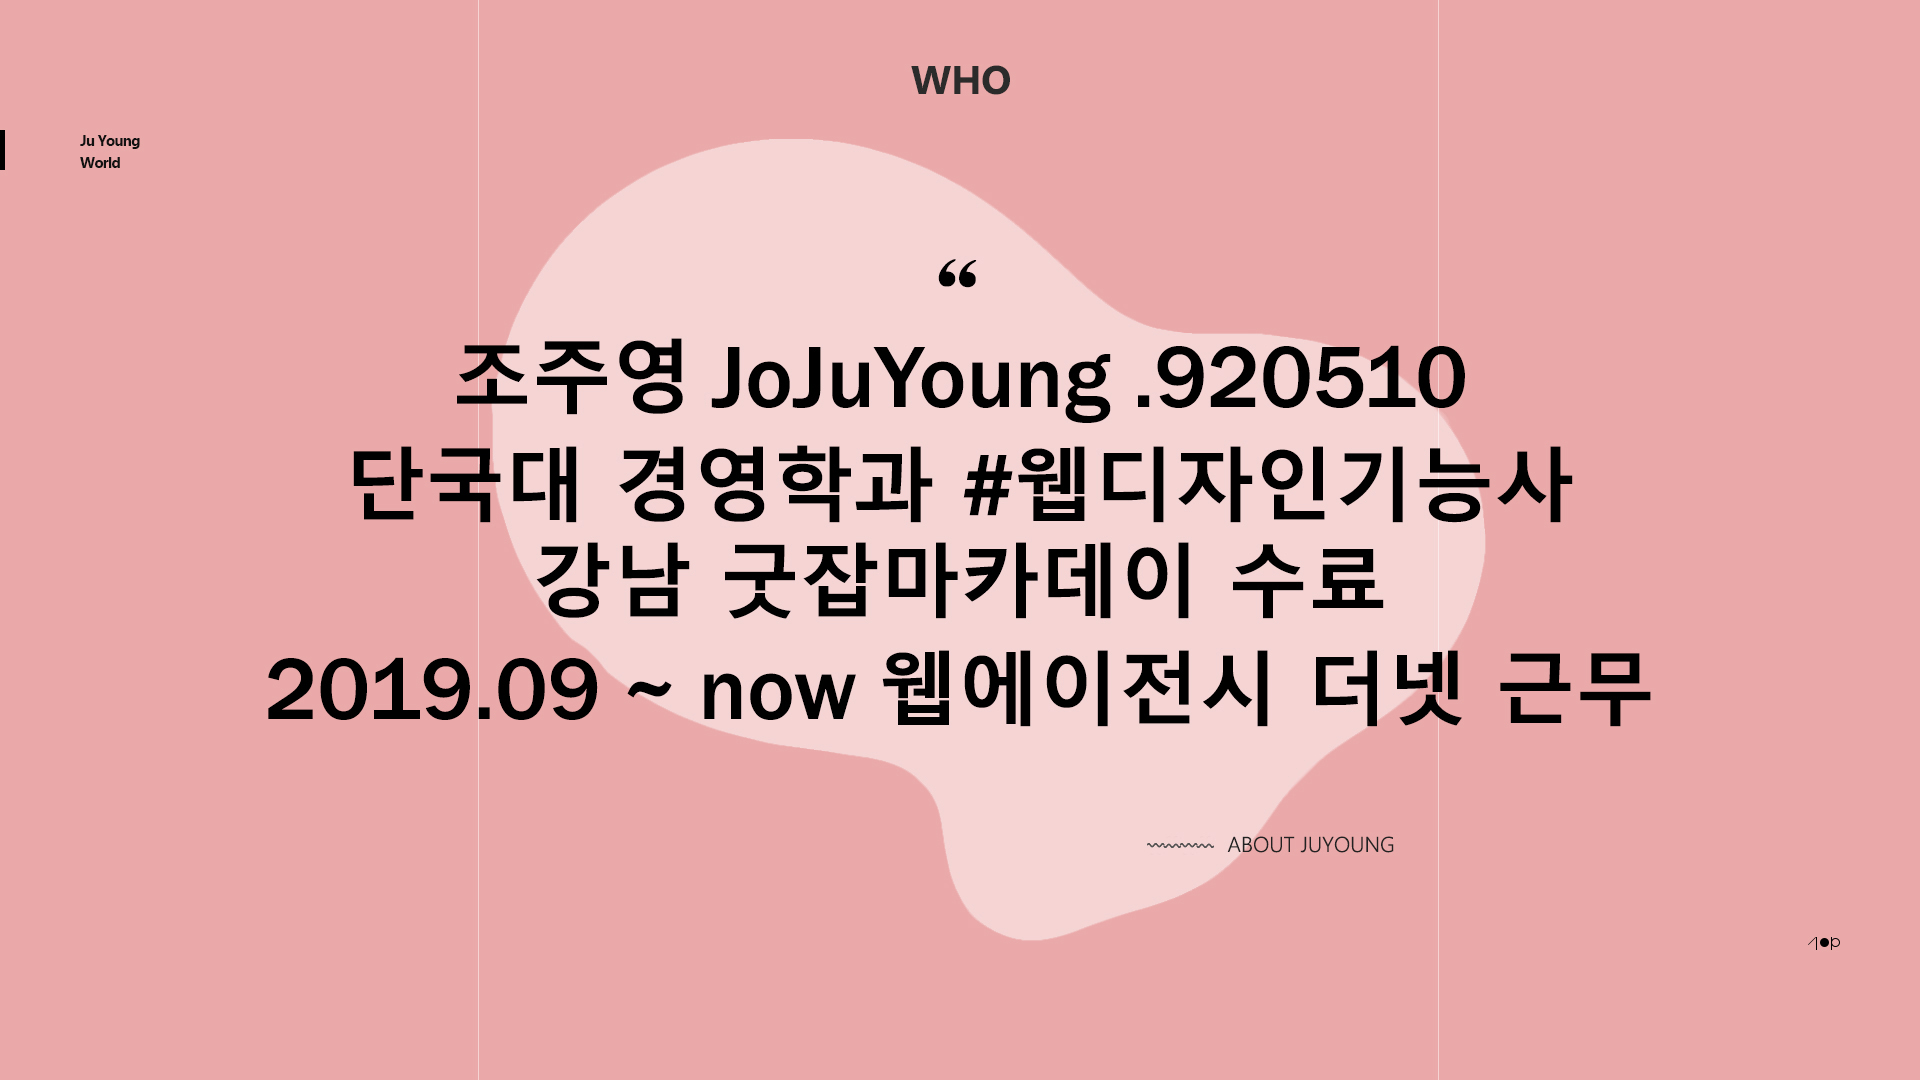 WHO
Ju Young
World
“
조주영 JoJuYoung .920510
단국대 경영학과 #웹디자인기능사
강남 굿잡마카데이 수료
2019.09 ~ now 웹에이전시 더넷 근무
ABOUT JUYOUNG